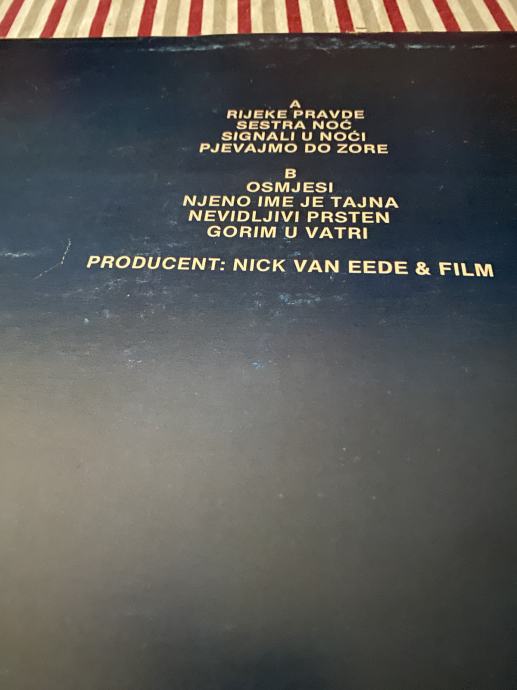 A
RIJEKE PRAVDE
SESTRA NOĆ
SIGNALI U NOĆI
PJEVAJMO DO ZORE
B
OSMJESI
NJENO IME JE TAJNA
NEVIDLJIVI PRSTEN
GORIM U VATRI
PRODUCENT: NICK VAN EEDE & FILM